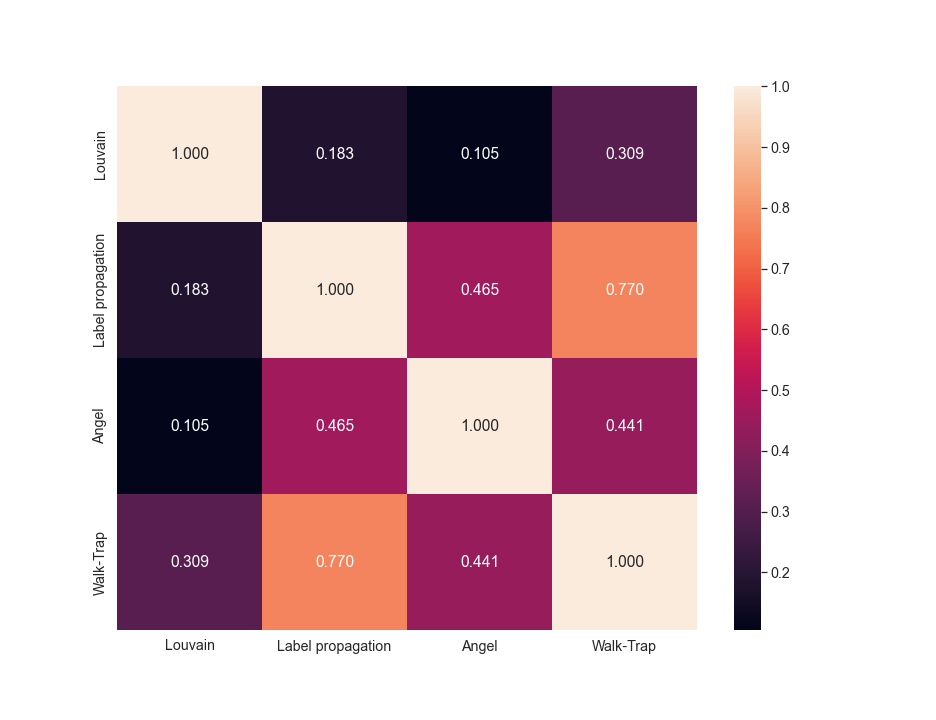 Louvain
1.000 0.183 0.105 0.309
Label propagation
0.183 1.000 0.465 0.770
Angel
0.105 0.465 1.000 0.441
Walk-Trap
0.309 0.770 0.441 1.000
Louvain Label propagation Angel Walk-Trap
1.0
0.9
0.8
0.7
0.6
0.5
0.4
0.3
0.2